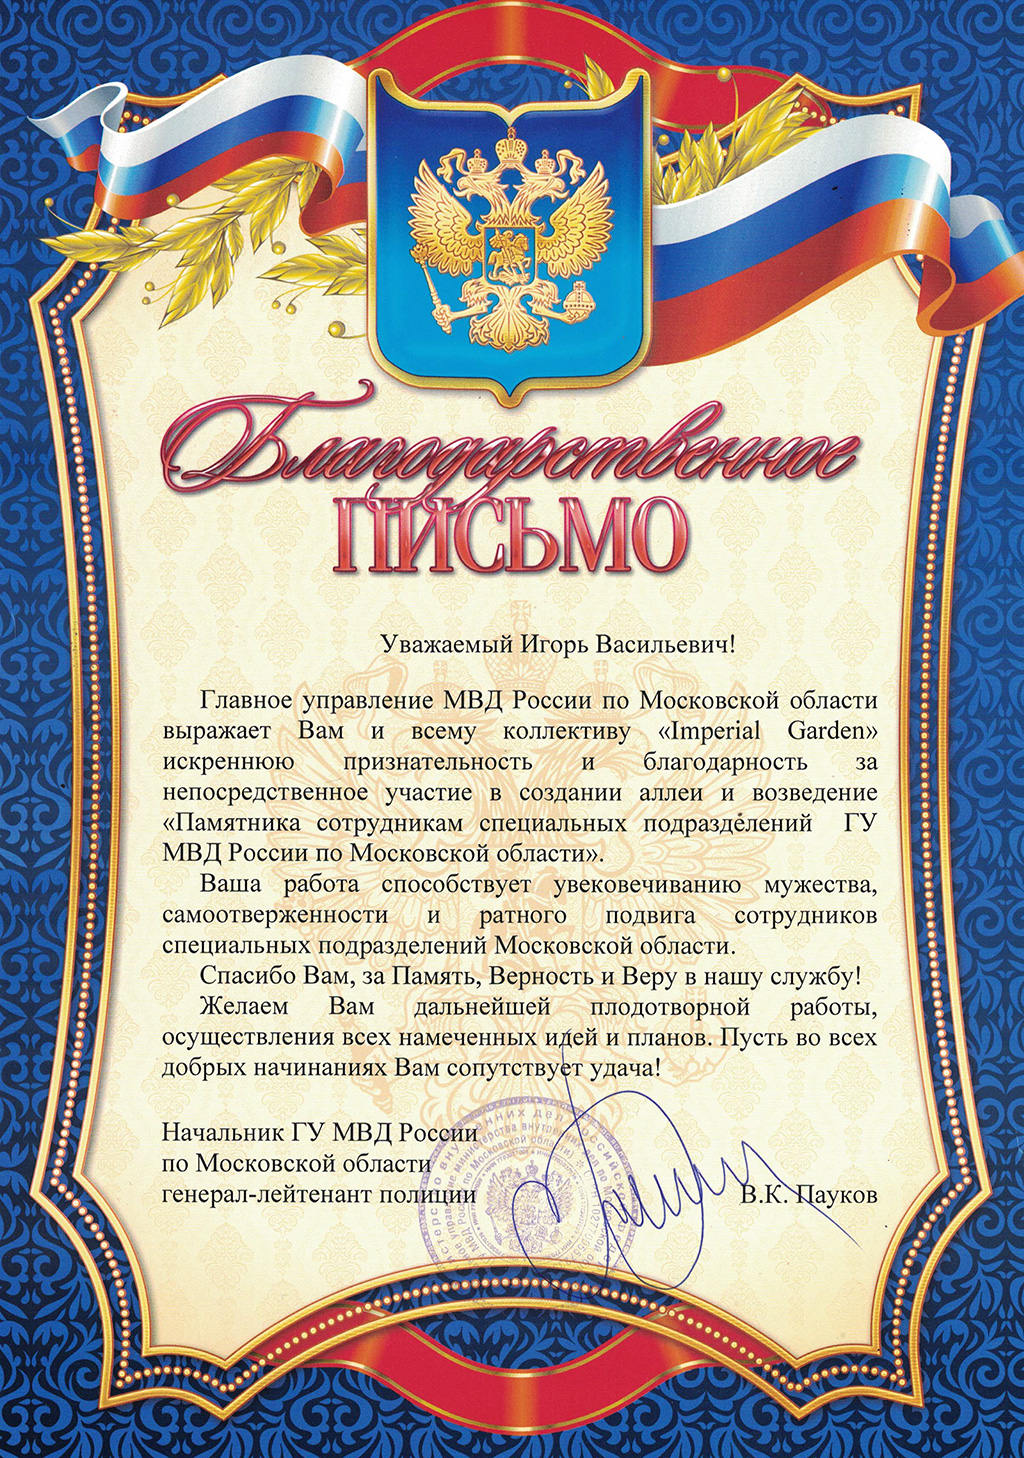 Благодарственное
ПИСЬМО
Уважаемый Игорь Васильевич!
Главное управление МВД России по Московской области
выражает Вам и всему коллективу «Imperial Garden»
искреннюю признательность и благодарность за
непосредственное участие в создании аллеи и возведение
«Памятника сотрудникам специальных подразделений ГУ
МВД России по Московской области».
Ваша работа способствует увековечиванию мужества,
самоотверженности и ратного подвига сотрудников
специальных подразделений Московской области.
Спасибо Вам, за Память, Верность и Веру в нашу службу!
Желаем Вам дальнейшей плодотворной работы,
осуществления всех намеченных идей и планов. Пусть во всех
добрых начинаниях Вам сопутствует удача!
Начальник ГУ МВД России
по Московской области
генерал-лейтенант полиции В.К. Пауков